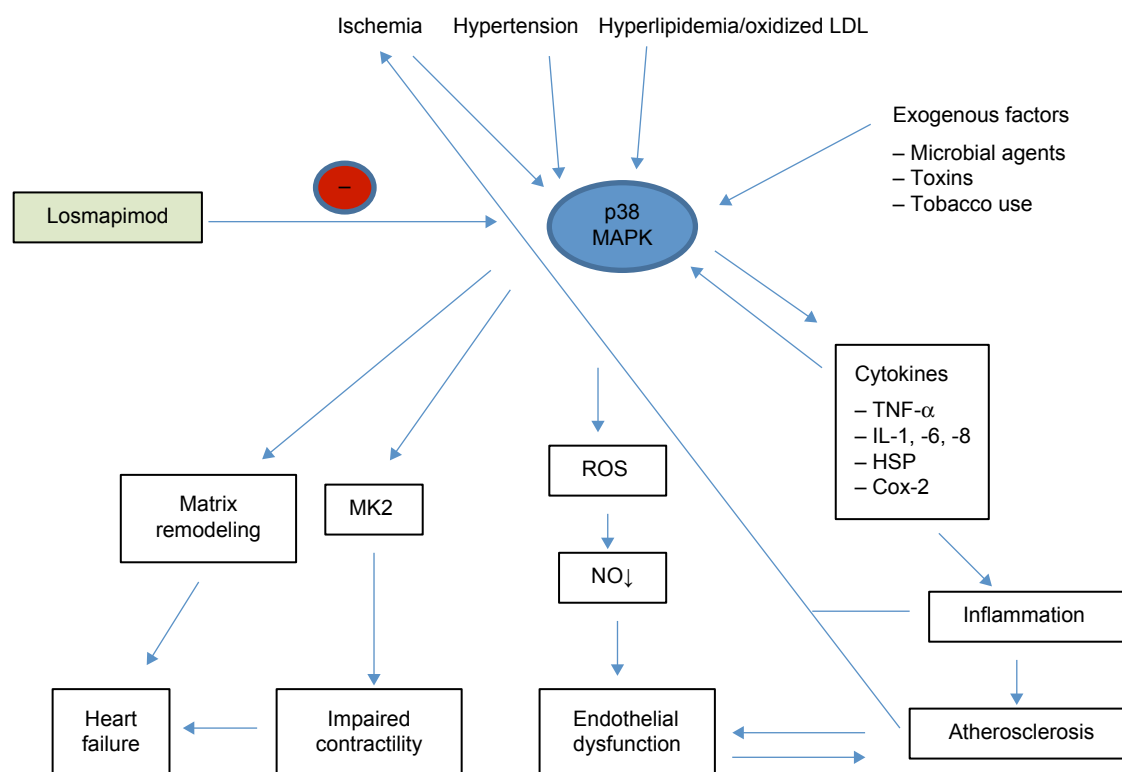 Ischemia
Hypertension
Hyperlipidemia/oxidized LDL
Exogenous factors
– Microbial agents
– Toxins
– Tobacco use
–
Losmapimod
p38
MAPK
Cytokines
– TNF-α
– IL-1, -6, -8
– HSP
– Cox-2
Matrix
remodeling
MK2
ROS
NO↓
Inflammation
Heart
failure
Impaired
contractility
Endothelial
dysfunction
Atherosclerosis